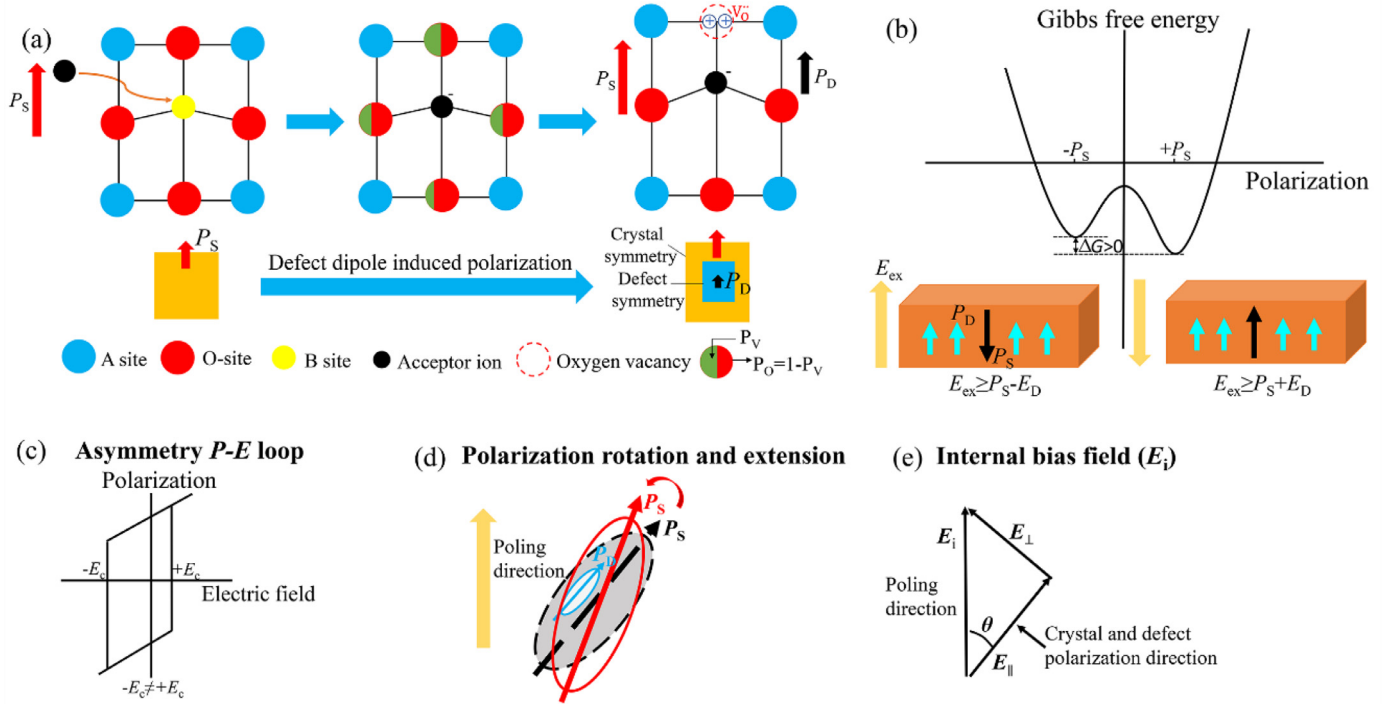 (a)
P_S
-
V_O¨
+ +
P_S
-
P_D
P_S
Defect dipole induced polarization
Crystal
symmetry
Defect
symmetry
P_D
A site
O-site
B site
Acceptor ion
Oxygen vacancy
P_V
P_O=1-P_V
(b)
Gibbs free energy
-P_S
+P_S
Polarization
ΔG>0
E_ex
P_D
P_S
E_ex≥P_S-E_D
E_ex≥P_S+E_D
(c)
Asymmetry P-E loop
Polarization
-E_c
+E_c
Electric field
-E_c≠+E_c
(d)
Polarization rotation and extension
P_S
P_S
P_D
Poling
direction
(e)
Internal bias field (E_i)
E_i
E_⊥
Poling
direction
θ
E_∥
Crystal and defect
polarization direction